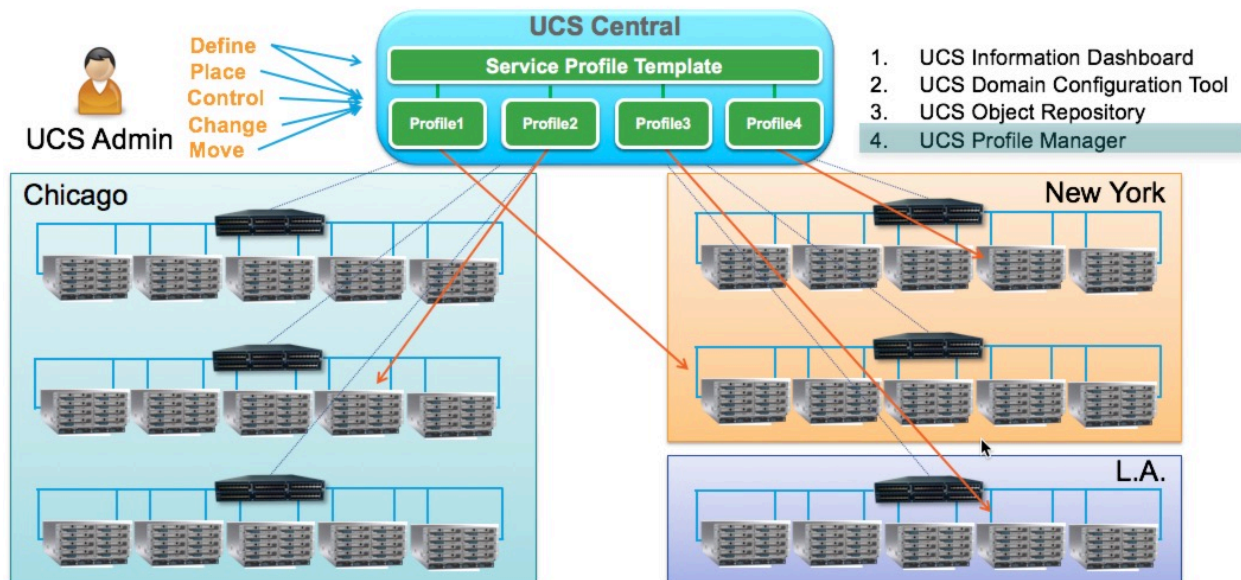 UCS Central
Service Profile Template
Profile1
Profile2
Profile3
Profile4
Define
Place
Control
Change
Move
UCS Admin
1. UCS Information Dashboard
2. UCS Domain Configuration Tool
3. UCS Object Repository
4. UCS Profile Manager
Chicago
New York
L.A.